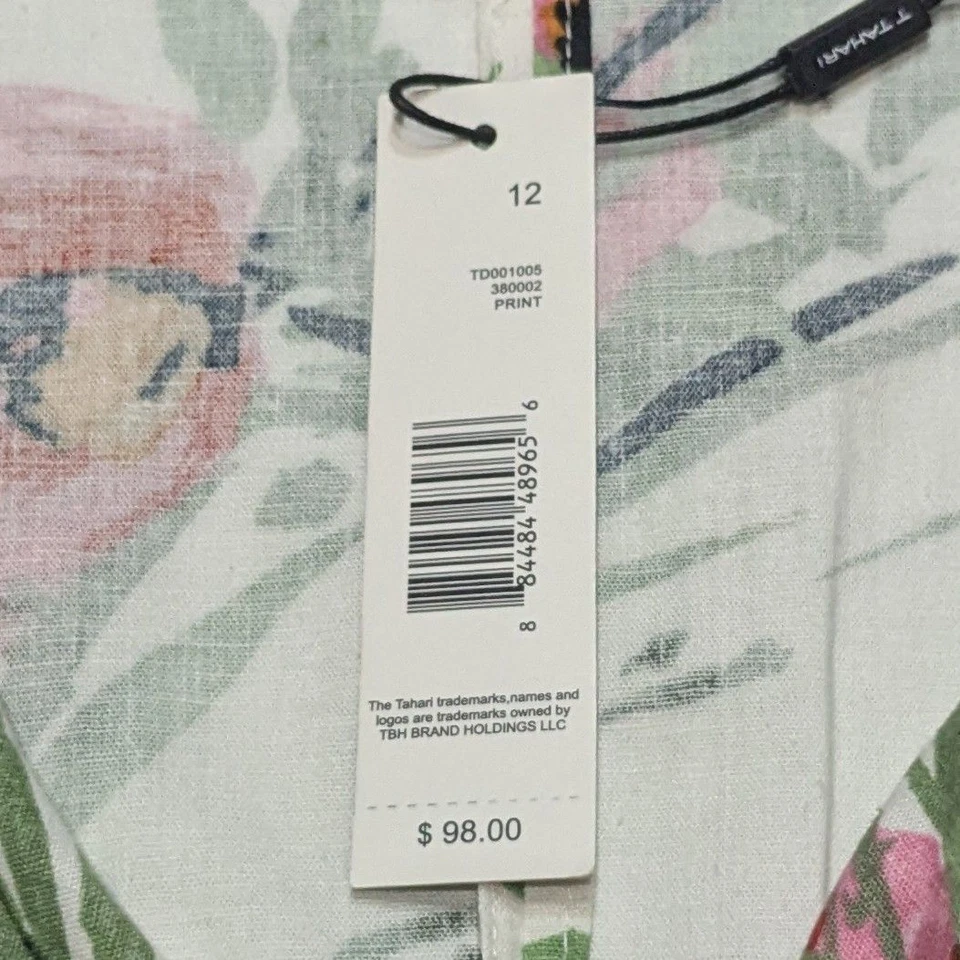 T TAHARI
12
TD001005
380002
PRINT
8 84484 48965 6
The Tahari trademarks,names and
logos are trademarks owned by
TBH BRAND HOLDINGS LLC
$ 98.00